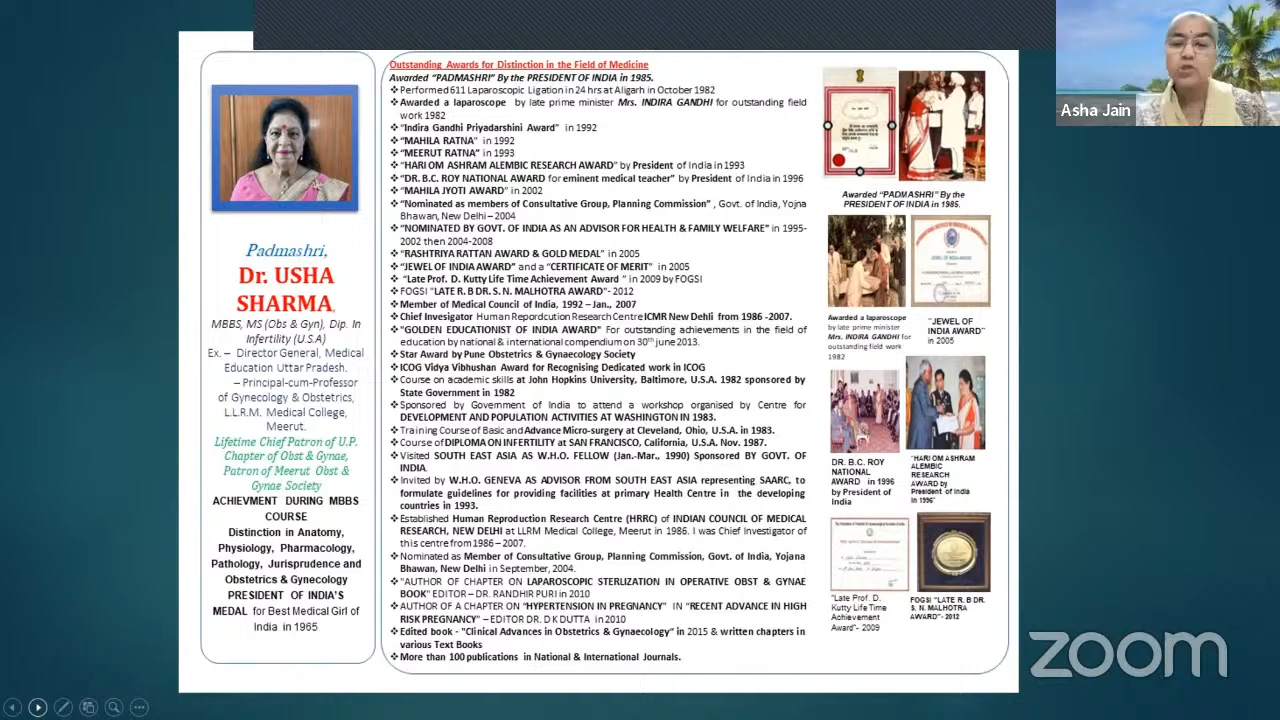 Padmashri,
Dr. USHA
SHARMA,
MBBS, MS (Obs & Gyn), Dip. In
Infertility (U.S.A)
Ex. – Director General, Medical
Education Uttar Pradesh.
– Principal-cum-Professor
of Gynecology & Obstetrics,
L.L.R.M. Medical College,
Meerut.
Lifetime Chief Patron of U.P.
Chapter of Obst & Gynae,
Patron of Meerut Obst &
Gynae Society
ACHIEVMENT DURING MBBS
COURSE
Distinction in Anatomy,
Physiology, Pharmacology,
Pathology, Jurisprudence and
Obstetrics & Gynecology
PRESIDENT OF INDIA'S
MEDAL for Best Medical Girl of
India in 1965
Outstanding Awards for Distinction in the Field of Medicine
Awarded "PADMASHRI" By the PRESIDENT OF INDIA in 1985.
❖Performed 611 Laparoscopic Ligation in 24 hrs at Aligarh in October 1982
❖Awarded a laparoscope by late prime minister Mrs. INDIRA GANDHI for outstanding field
work 1982
❖"Indira Gandhi Priyadarshini Award" in 1992
❖"MAHILA RATNA" in 1992
❖"MEERUT RATNA" in 1993
❖"HARI OM ASHRAM ALEMBIC RESEARCH AWARD" by President of India in 1993
❖"DR. B.C. ROY NATIONAL AWARD for eminent medical teacher" by President of India in 1996
❖"MAHILA JYOTI AWARD" in 2002
❖"Nominated as members of Consultative Group, Planning Commission" , Govt. of India, Yojna
Bhawan, New Delhi – 2004
❖"NOMINATED BY GOVT. OF INDIA AS AN ADVISOR FOR HEALTH & FAMILY WELFARE" in 1995-
2002 then 2004-2008
❖"RASHTRIYA RATTAN AWARD & GOLD MEDAL" in 2005
❖"JEWEL OF INDIA AWARD" and a "CERTIFICATE OF MERIT" in 2005
❖"Late Prof. D. Kutty Life Time Achievement Award " in 2009 by FOGSI
❖FOGSI "LATE R. B DR. S. N. MALHOTRA AWARD"- 2012
❖Member of Medical Council of India, 1992 – Jan., 2007
❖Chief Invesigator Human Repordcution Research Centre ICMR New Dehli from 1986 -2007.
❖"GOLDEN EDUCATIONIST OF INDIA AWARD" For outstanding achievements in the field of
education by national & international compendium on 30th june 2013.
❖Star Award by Pune Obstetrics & Gynaecology Society
❖ICOG Vidya Vibhushan Award for Recognising Dedicated work in ICOG
❖Course on academic skills at John Hopkins University, Baltimore, U.S.A. 1982 sponsored by
State Government in 1982
❖Sponsored by Government of India to attend a workshop organised by Centre for
DEVELOPMENT AND POPULATION ACTIVITIES AT WASHINGTON IN 1983.
❖Training Course of Basic and Advance Micro-surgery at Cleveland, Ohio, U.S.A. in 1983.
❖Course of DIPLOMA ON INFERTILITY at SAN FRANCISCO, California, U.S.A. Nov. 1987.
❖Visited SOUTH EAST ASIA AS W.H.O. FELLOW (Jan.-Mar., 1990) Sponsored BY GOVT. OF
INDIA.
❖Invited by W.H.O. GENEVA AS ADVISOR FROM SOUTH EAST ASIA representing SAARC, to
formulate guidelines for providing facilities at primary Health Centre in the developing
countries in 1993.
❖Established Human Reproduction Research Centre (HRRC) of INDIAN COUNCIL OF MEDICAL
RESEARCH, NEW DELHI at LLRM Medical College, Meerut in 1986. I was Chief Investigator of
this centre from 1986 – 2007.
❖Nominated as Member of Consultative Group, Planning Commission, Govt. of India, Yojana
Bhawan, New Delhi in September, 2004.
❖"AUTHOR OF CHAPTER ON LAPAROSCOPIC STERLIZATION IN OPERATIVE OBST & GYNAE
BOOK" EDITOR – DR. RANDHIR PURI in 2010
❖AUTHOR OF A CHAPTER ON "HYPERTENSION IN PREGNANCY" IN "RECENT ADVANCE IN HIGH
RISK PREGNANCY" – EDITOR DR. D K DUTTA in 2010
❖Edited book - "Clinical Advances in Obstetrics & Gynaecology" in 2015 & written chapters in
various Text Books
❖More than 100 publications in National & International Journals.
Awarded "PADMASHRI" By the
PRESIDENT OF INDIA in 1985.
Awarded a laparoscope
by late prime minister
Mrs. INDIRA GANDHI for
outstanding field work
1982
"JEWEL OF
INDIA AWARD"
in 2005
DR. B.C. ROY
NATIONAL
AWARD in 1996
by President of
India
"HARI OM ASHRAM
ALEMBIC
RESEARCH
AWARD by
President of India
In 1996"
"Late Prof. D.
Kutty Life Time
Achievement
Award"- 2009
FOGSI "LATE R. B DR.
S. N. MALHOTRA
AWARD"- 2012
Asha Jain
zoom